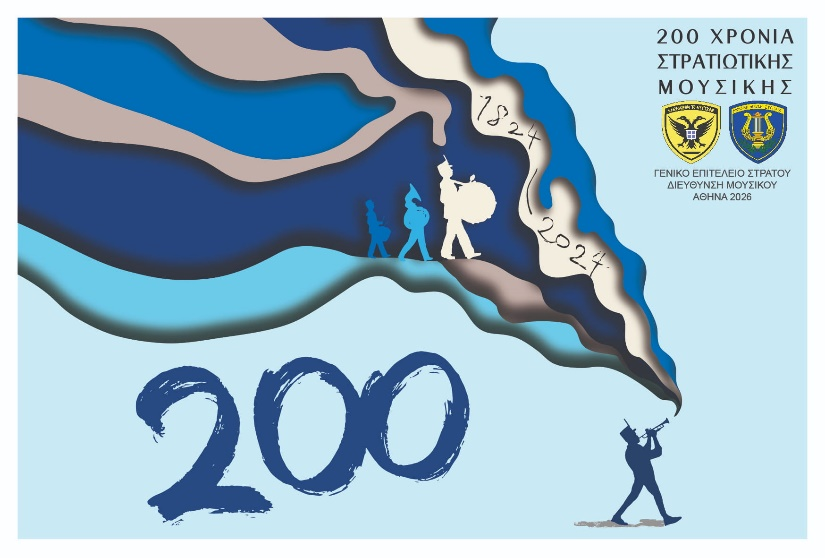 200 ΧΡΟΝΙΑ
ΣΤΡΑΤΙΩΤΙΚΗΣ
ΜΟΥΣΙΚΗΣ
ΓΕΝΙΚΟ ΕΠΙΤΕΛΕΙΟ ΣΤΡΑΤΟΥ
ΔΙΕΥΘΥΝΣΗ ΜΟΥΣΙΚΟΥ
ΑΘΗΝΑ 2026
1824
2024
200